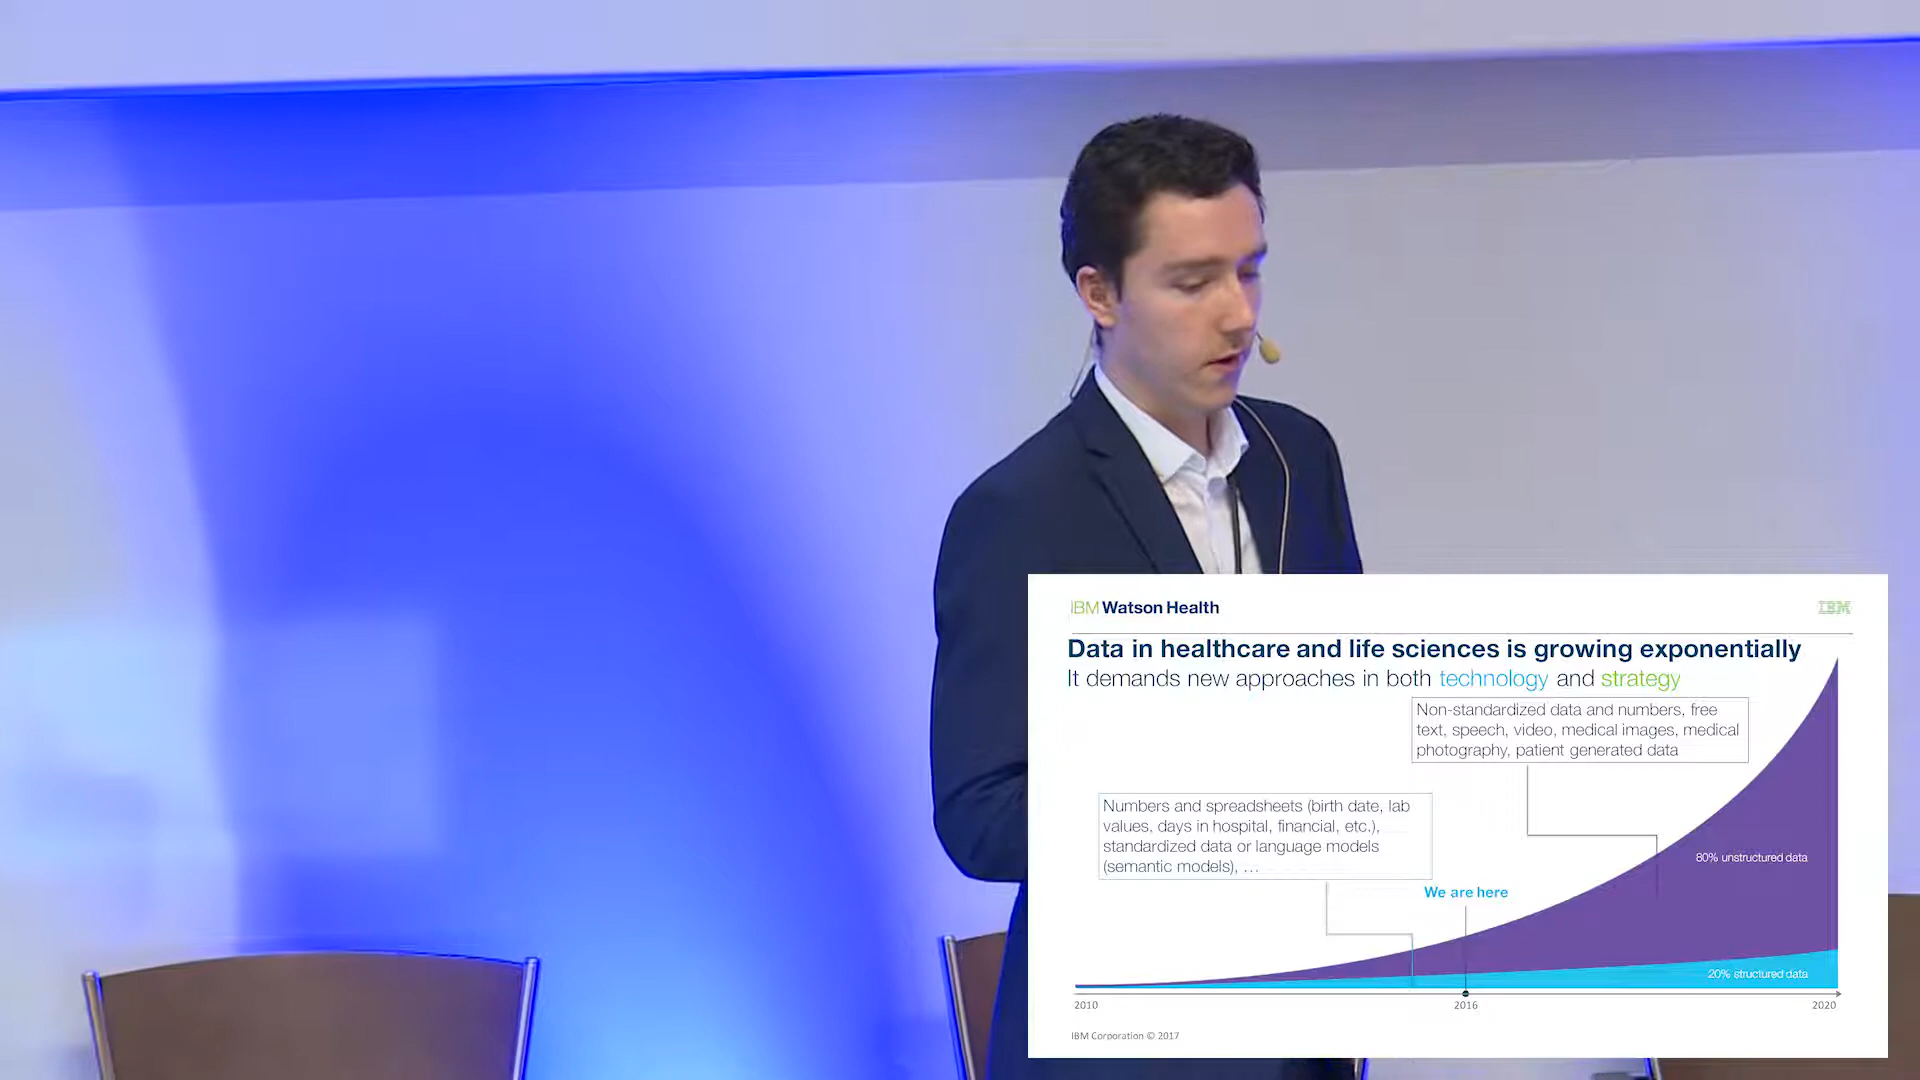 IBM Watson Health
IBM
Data in healthcare and life sciences is growing exponentially
It demands new approaches in both technology and strategy
Non-standardized data and numbers, free
text, speech, video, medical images, medical
photography, patient generated data
Numbers and spreadsheets (birth date, lab
values, days in hospital, financial, etc.),
standardized data or language models
(semantic models), …
We are here
80% unstructured data
20% structured data
2010
2016
2020
IBM Corporation © 2017